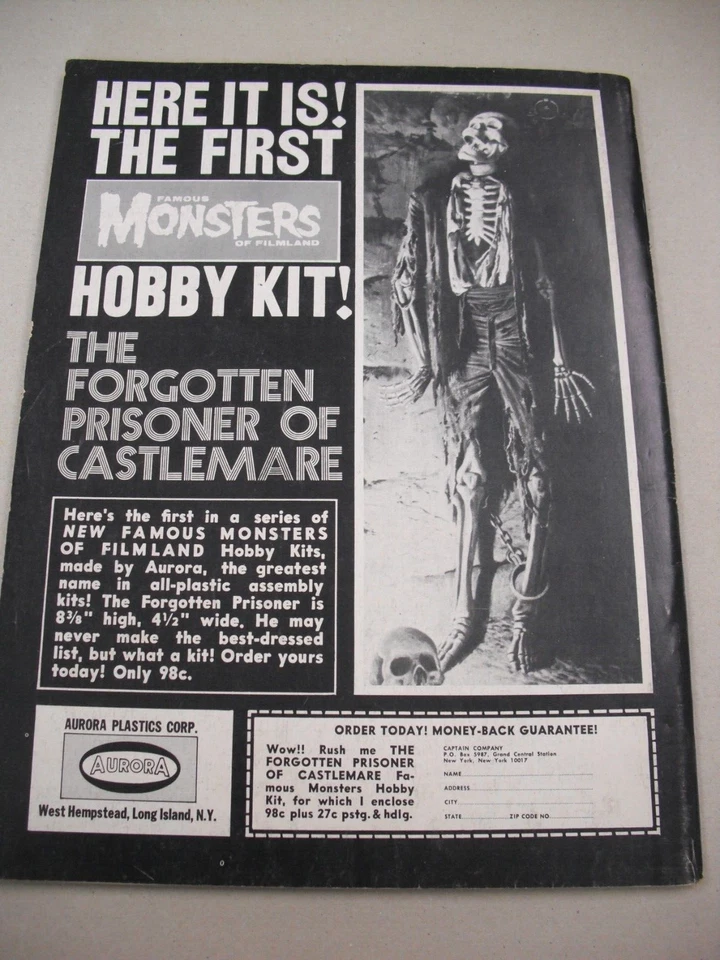 HERE IT IS!
THE FIRST
FAMOUS
MONSTERS
OF FILMLAND
HOBBY KIT!
THE
FORGOTTEN
PRISONER OF
CASTLEMARE
Here's the first in a series of
NEW FAMOUS MONSTERS
OF FILMLAND Hobby Kits,
made by Aurora, the greatest
name in all-plastic assembly
kits! The Forgotten Prisoner is
8⅜" high, 4½" wide. He may
never make the best-dressed
list, but what a kit! Order yours
today! Only 98c.
AURORA PLASTICS CORP.
AURORA
West Hempstead, Long Island, N.Y.
ORDER TODAY! MONEY-BACK GUARANTEE!
Wow!! Rush me THE
FORGOTTEN PRISONER
OF CASTLEMARE Fa-
mous Monsters Hobby
Kit, for which I enclose
98c plus 27c pstg. & hdlg.
CAPTAIN COMPANY
P.O. Box 5987, Grand Central Station
New York, New York 10017
NAME
ADDRESS
CITY
STATE ZIP CODE NO.